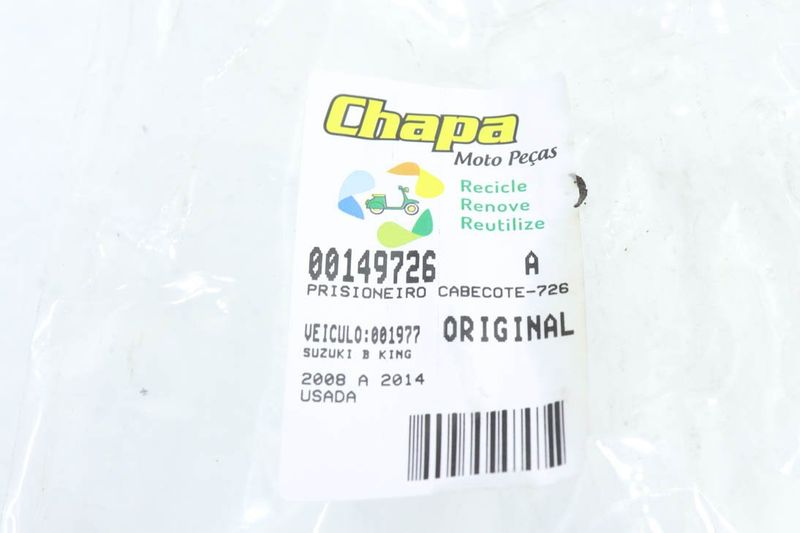 Chapa
Moto Peças
Recicle
Renove
Reutilize
00149726 A
PRISIONEIRO CABECOTE-726
VEICULO:001977 ORIGINAL
SUZUKI B KING
2008 A 2014
USADA